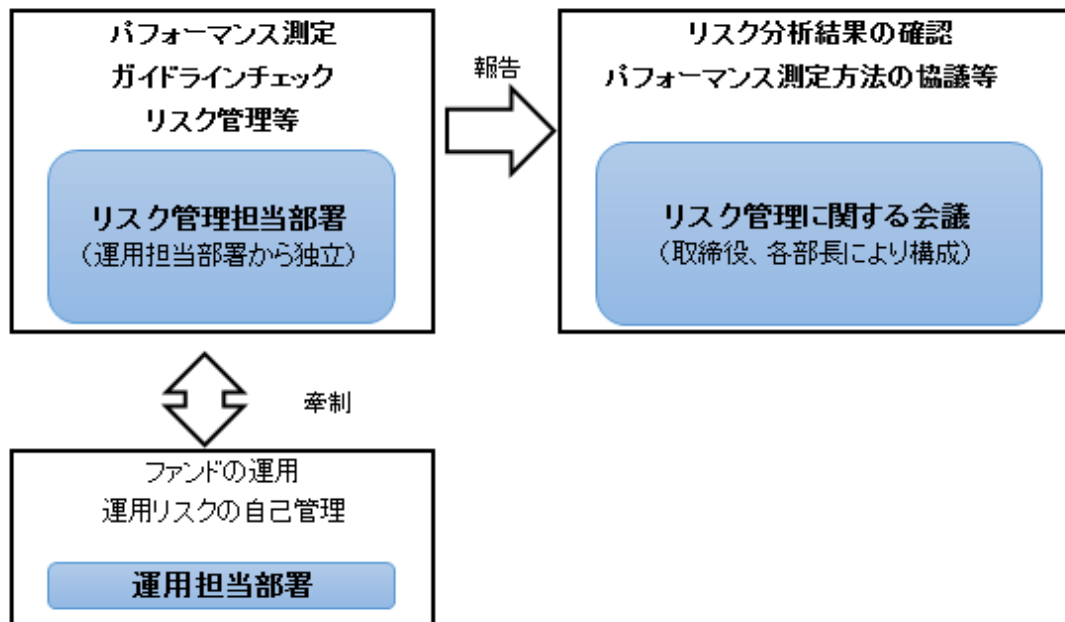 パフォーマンス測定
ガイドラインチェック
リスク管理等
リスク管理担当部署
（運用担当部署から独立）
報告
リスク分析結果の確認
パフォーマンス測定方法の協議等
リスク管理に関する会議
（取締役、各部長により構成）
牽制
ファンドの運用
運用リスクの自己管理
運用担当部署